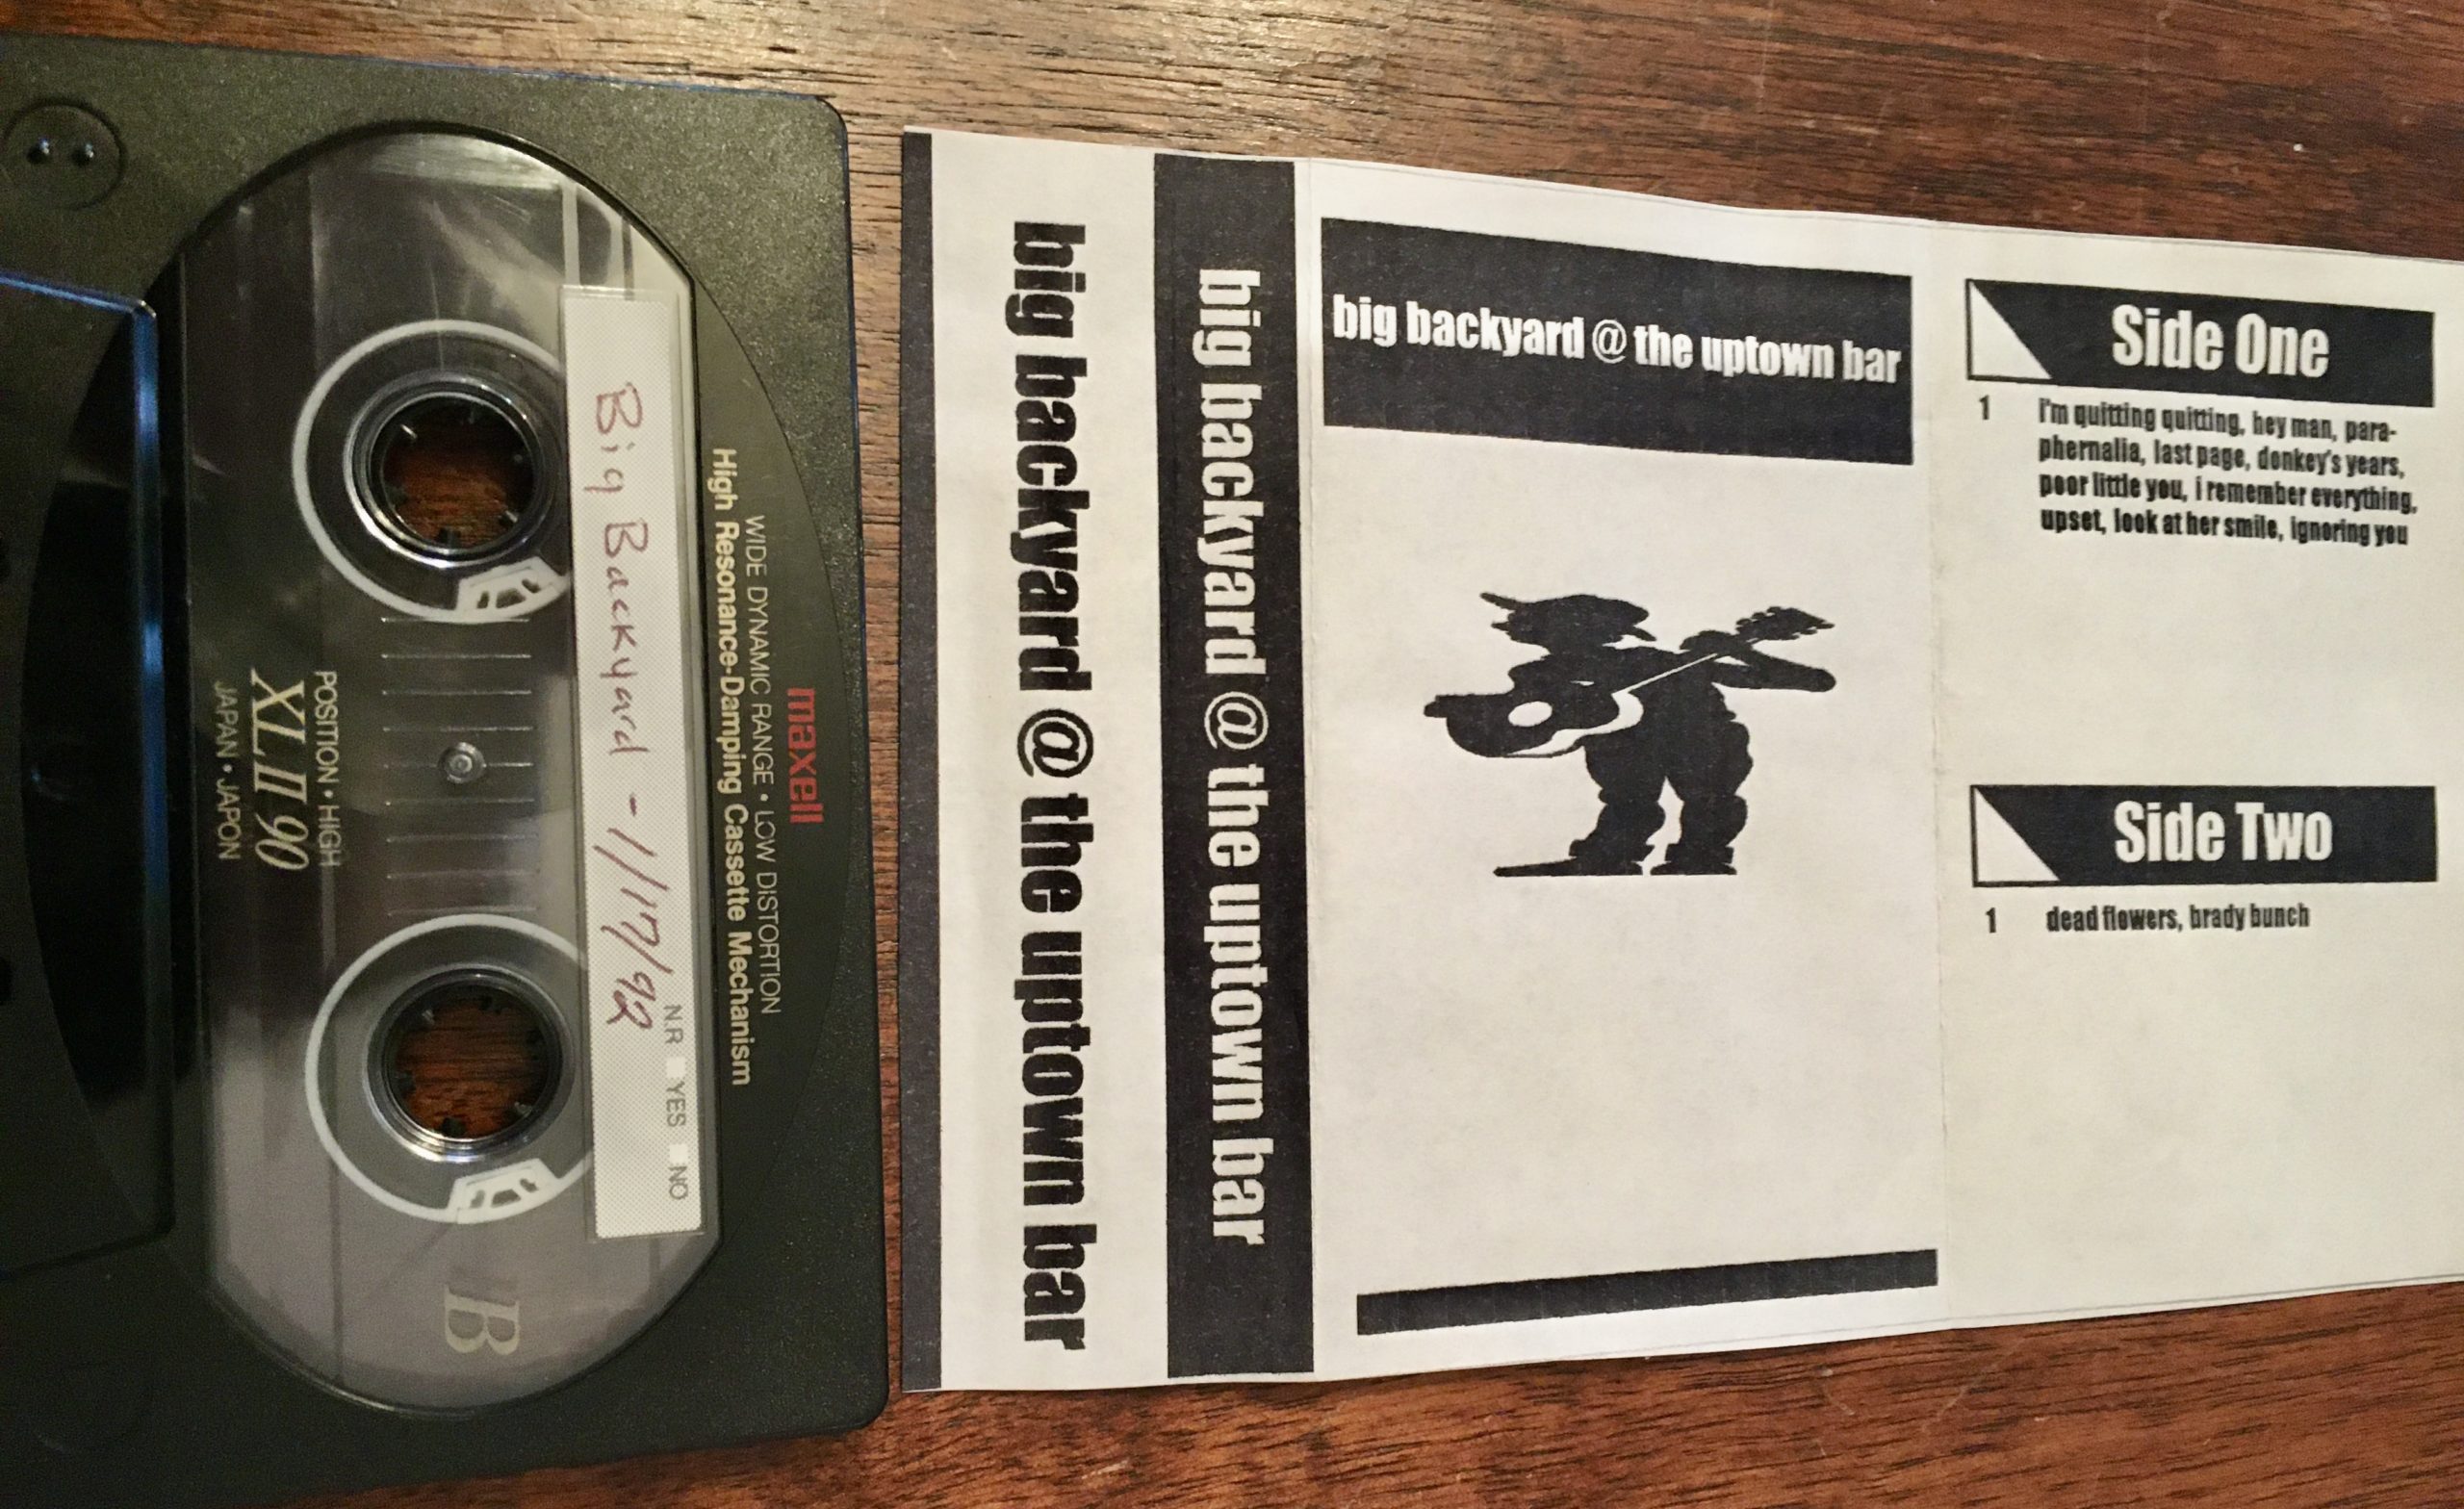 maxell
WIDE DYNAMIC RANGE • LOW DISTORTION
High Resonance-Damping Cassette Mechanism
N.R YES NO
Big Backyard - 1/17/92
POSITION • HIGH
XL II 90
JAPAN • JAPON
B
big backyard @ the uptown bar
big backyard @ the uptown bar
big backyard @ the uptown bar
Side One
1 i'm quitting quitting, hey man, para-
phernalia, last page, donkey's years,
poor little you, i remember everything,
upset, look at her smile, ignoring you
Side Two
1 dead flowers, brady bunch